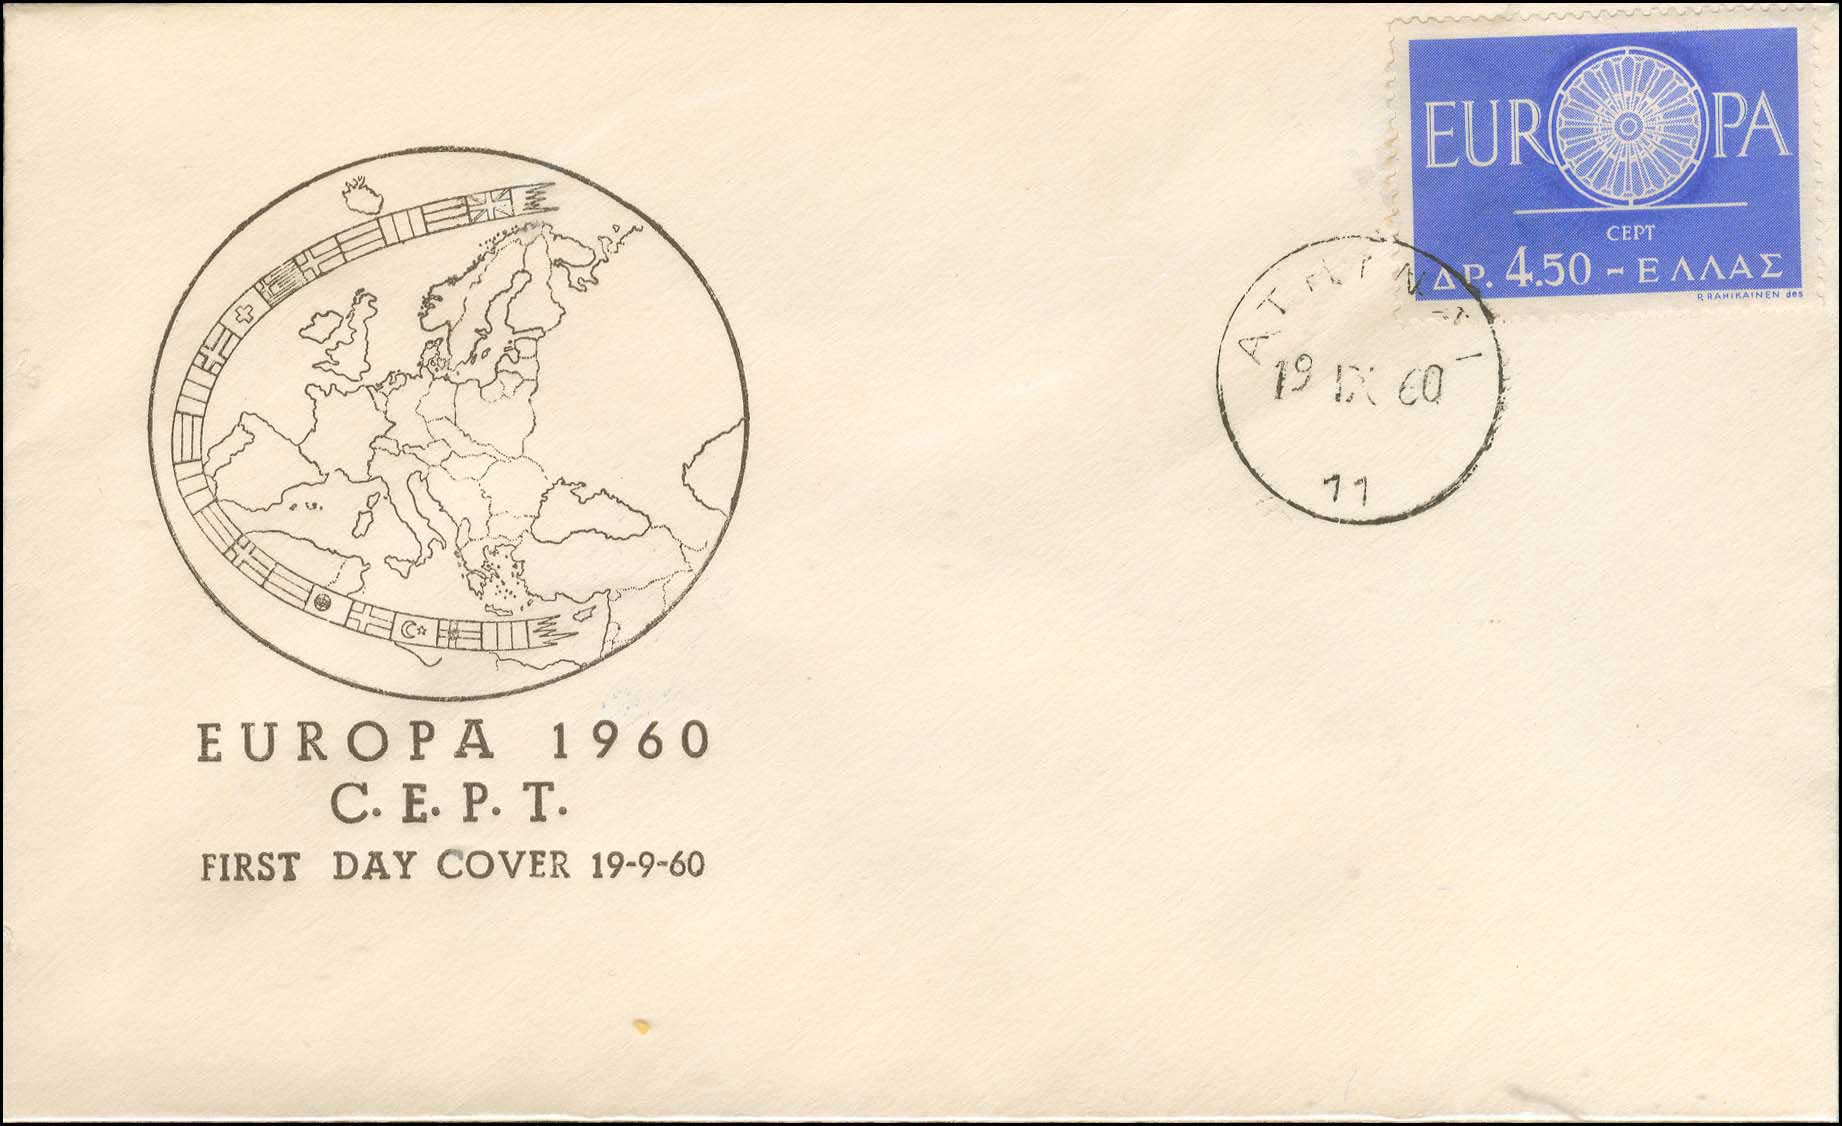 EUROPA
CEPT
ΔΡ. 4.50 - ΕΛΛΑΣ
P. RAHIKAINEN des
ΑΘΗΝΑΙ
19 IX 60
11
EUROPA 1960
C. E. P. T.
FIRST DAY COVER 19-9-60